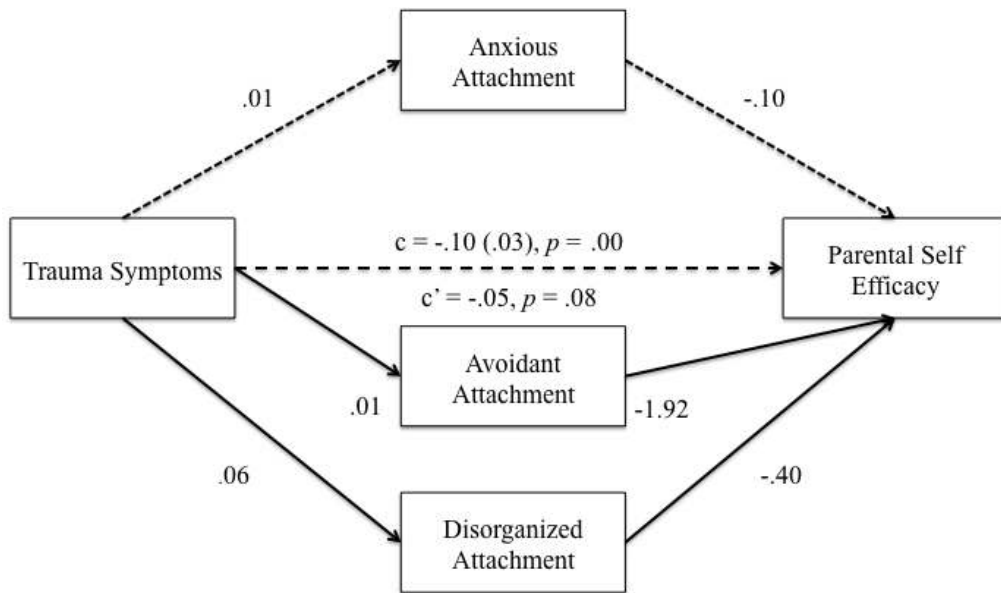 Anxious
Attachment
.01
-.10
Trauma Symptoms
c = -.10 (.03), p = .00
c’ = -.05, p = .08
Parental Self
Efficacy
Avoidant
Attachment
.01
-1.92
.06
-.40
Disorganized
Attachment